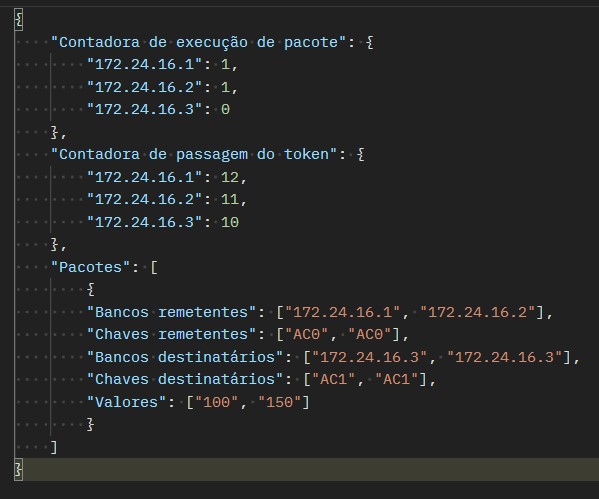 {
    "Contadora de execução de pacote": {
        "172.24.16.1": 1,
        "172.24.16.2": 1,
        "172.24.16.3": 0
    },
    "Contadora de passagem do token": {
        "172.24.16.1": 12,
        "172.24.16.2": 11,
        "172.24.16.3": 10
    },
    "Pacotes": [
        {
        "Bancos remetentes": ["172.24.16.1", "172.24.16.2"],
        "Chaves remetentes": ["AC0", "AC0"],
        "Bancos destinatários": ["172.24.16.3", "172.24.16.3"],
        "Chaves destinatários": ["AC1", "AC1"],
        "Valores": ["100", "150"]
        }
    ]
}